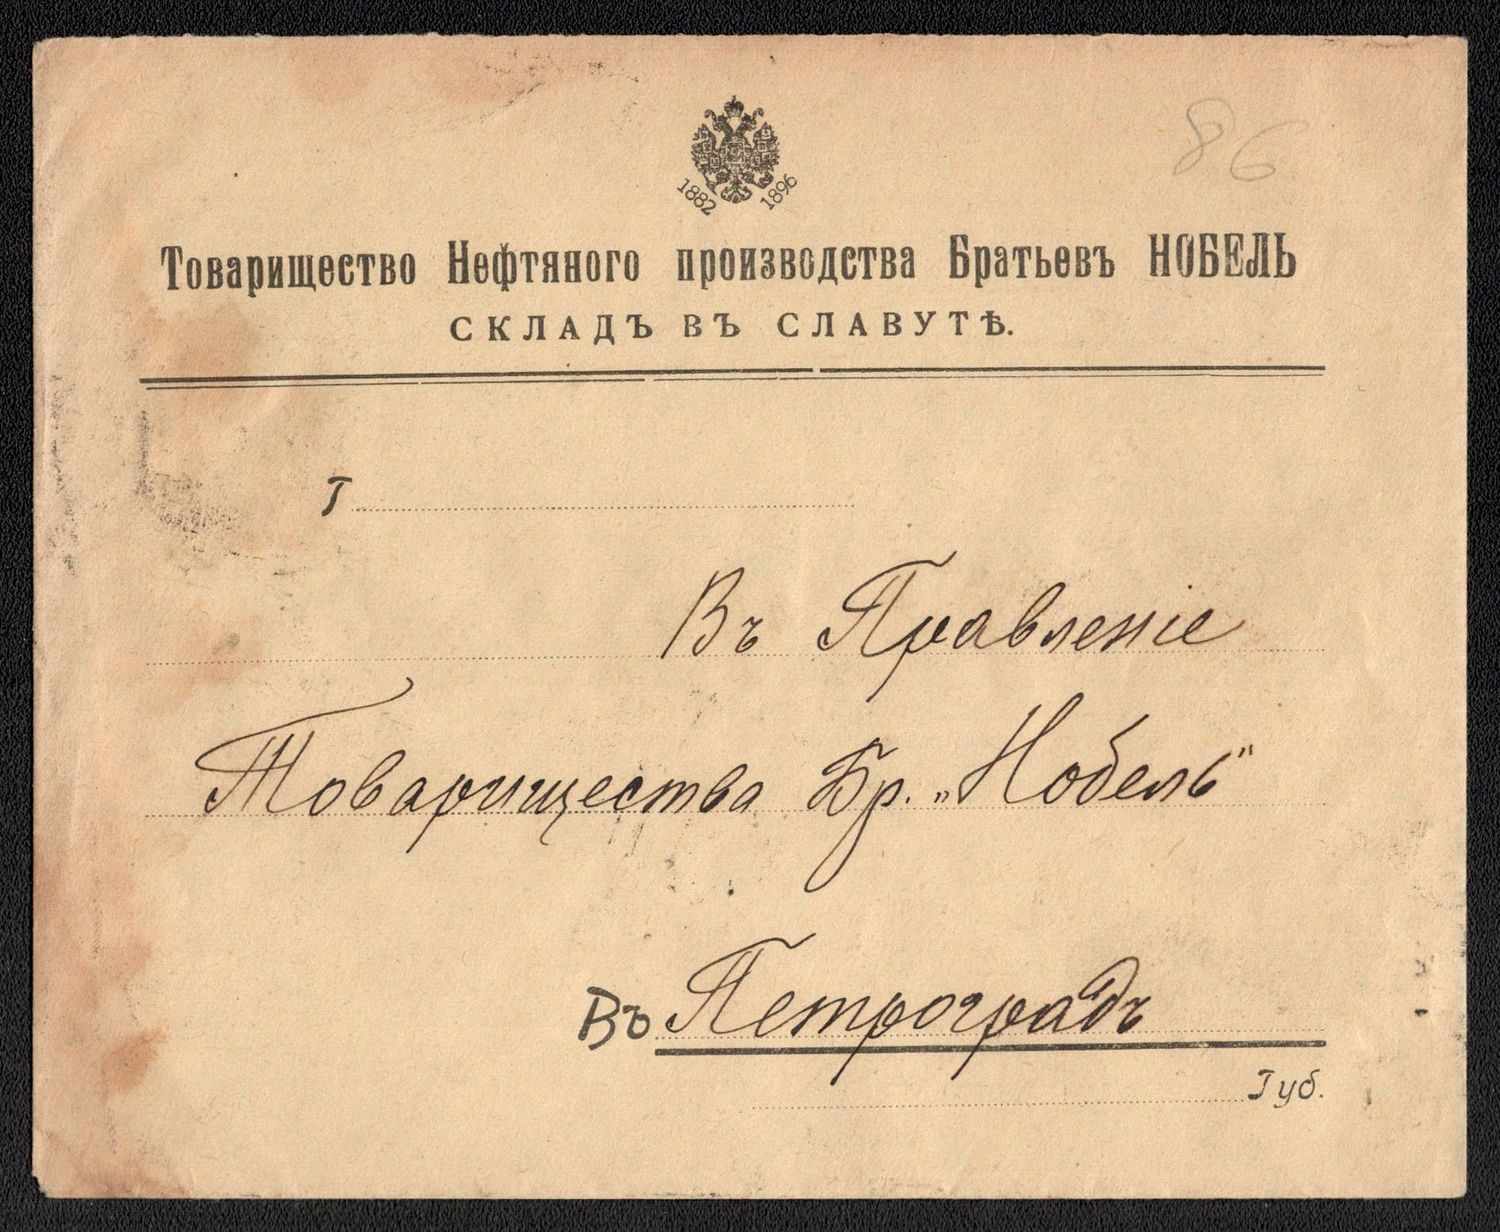 86
1882 1896
Товарищество Нефтяного производства Братьевъ НОБЕЛЬ
СКЛАДЪ ВЪ СЛАВУТѢ.
Г
Въ Правленіе
Товарищества Бр. „Нобель"
Въ Петроградъ
Губ.